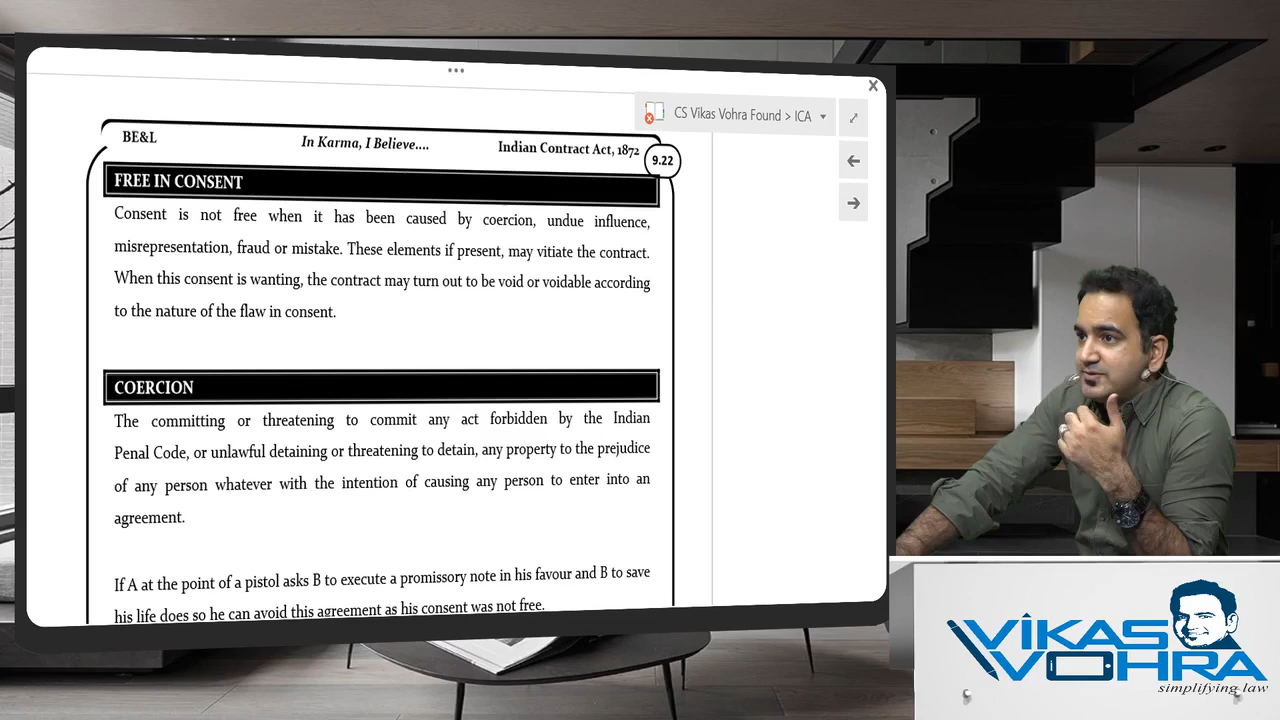 CS Vikas Vohra Found > ICA
BE&L In Karma, I Believe.... Indian Contract Act, 1872
9.22
FREE IN CONSENT
Consent is not free when it has been caused by coercion, undue influence,
misrepresentation, fraud or mistake. These elements if present, may vitiate the contract.
When this consent is wanting, the contract may turn out to be void or voidable according
to the nature of the flaw in consent.
COERCION
The committing or threatening to commit any act forbidden by the Indian
Penal Code, or unlawful detaining or threatening to detain, any property to the prejudice
of any person whatever with the intention of causing any person to enter into an
agreement.
If A at the point of a pistol asks B to execute a promissory note in his favour and B to save
his life does so he can avoid this agreement as his consent was not free.
VIKAS
VOHRA
simplifying law